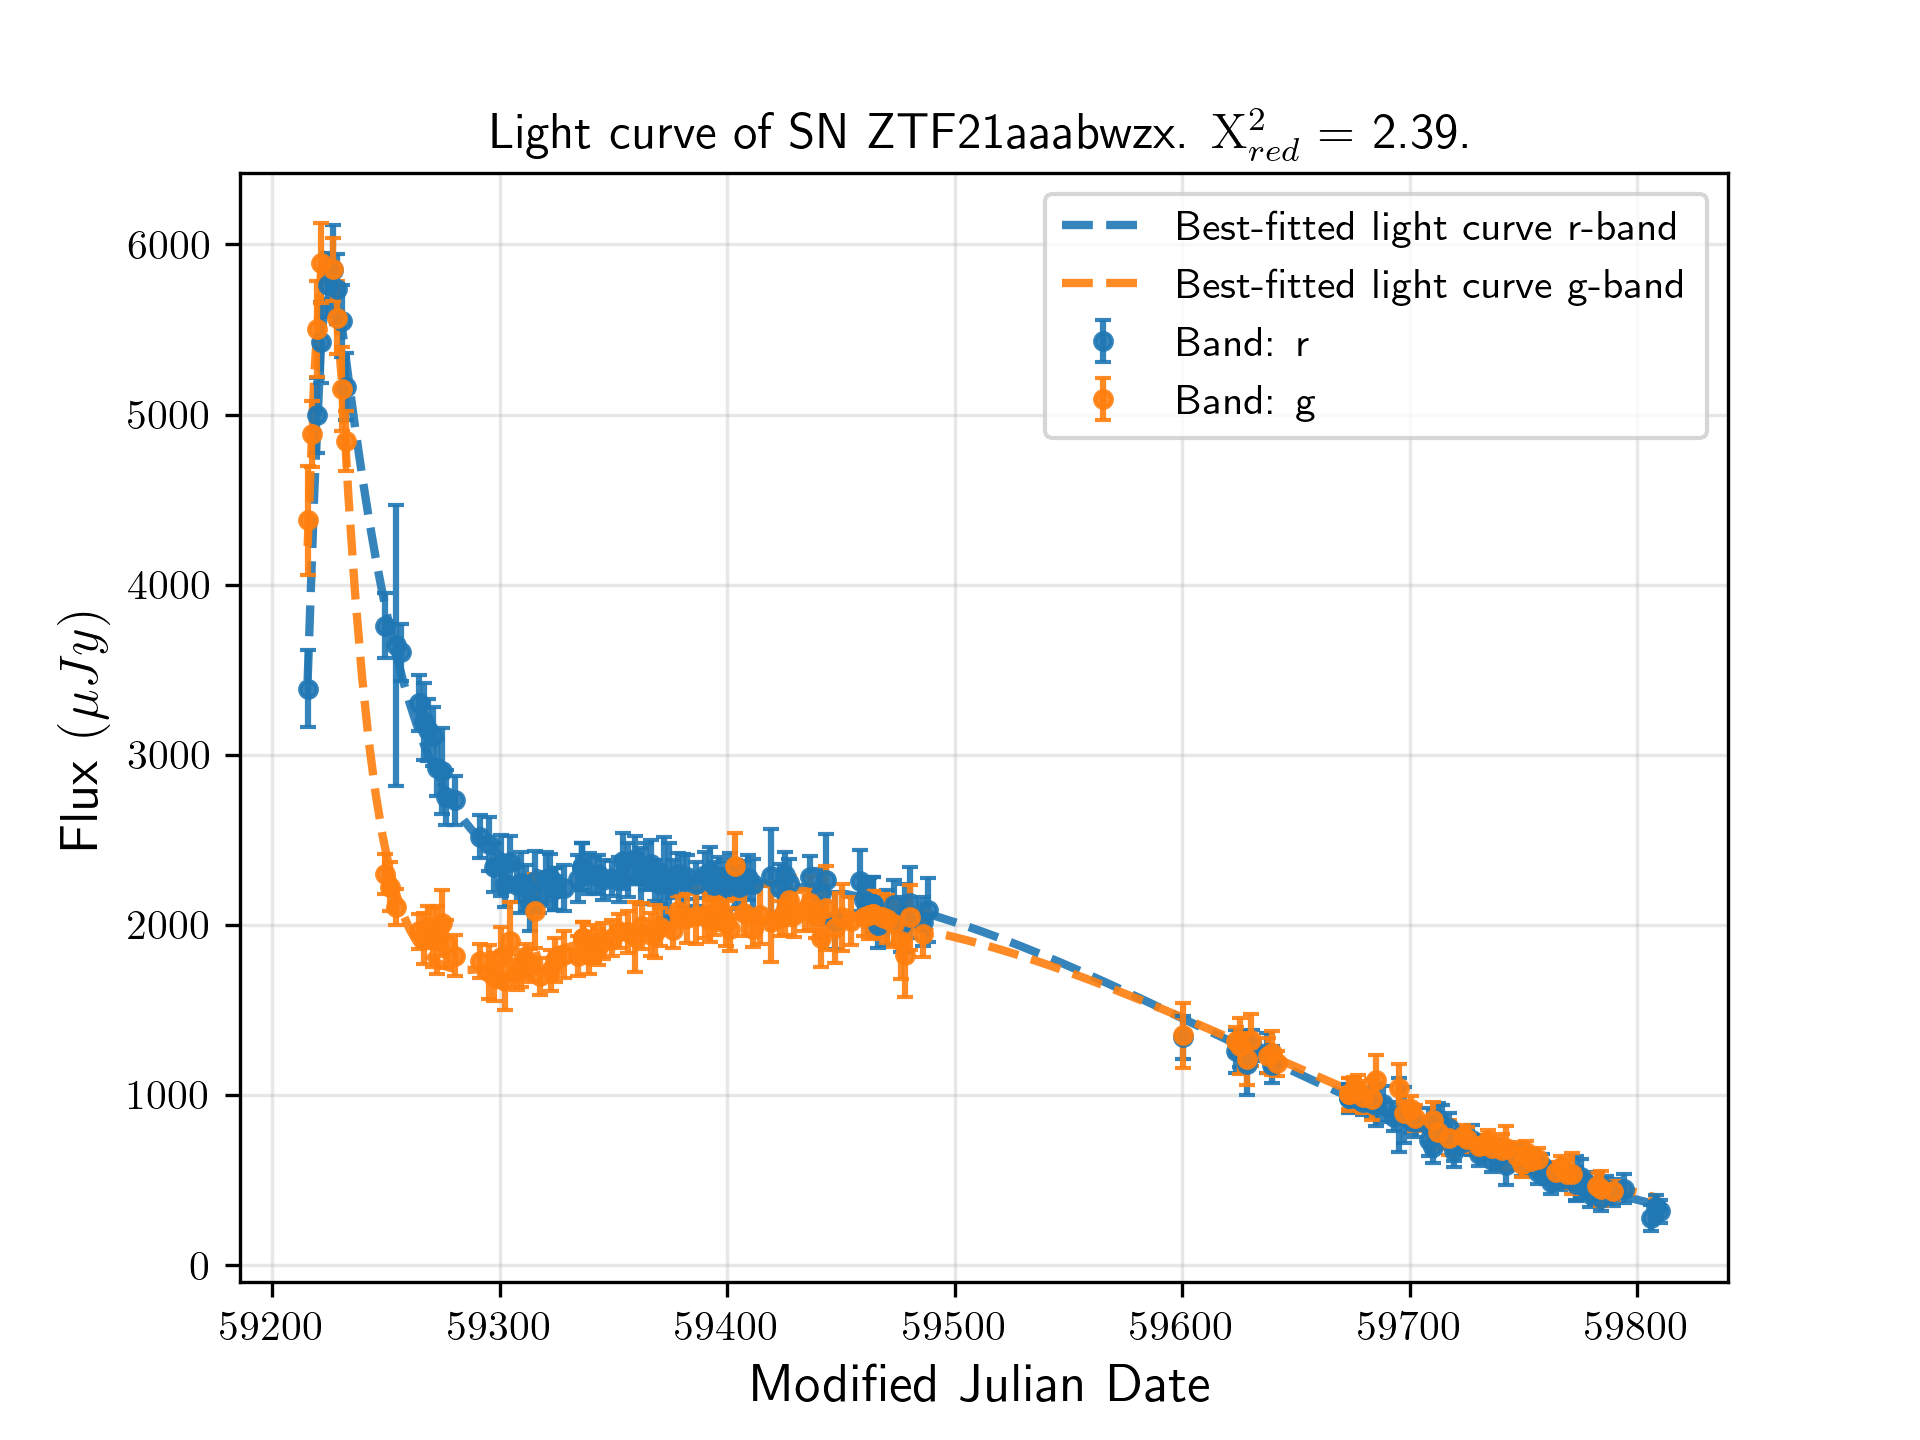 Light curve of SN ZTF21aaabwzx. X²_red = 2.39.
6000
5000
4000
3000
2000
1000
0
Flux (μJy)
Best-fitted light curve r-band
Best-fitted light curve g-band
Band: r
Band: g
59200 59300 59400 59500 59600 59700 59800
Modified Julian Date